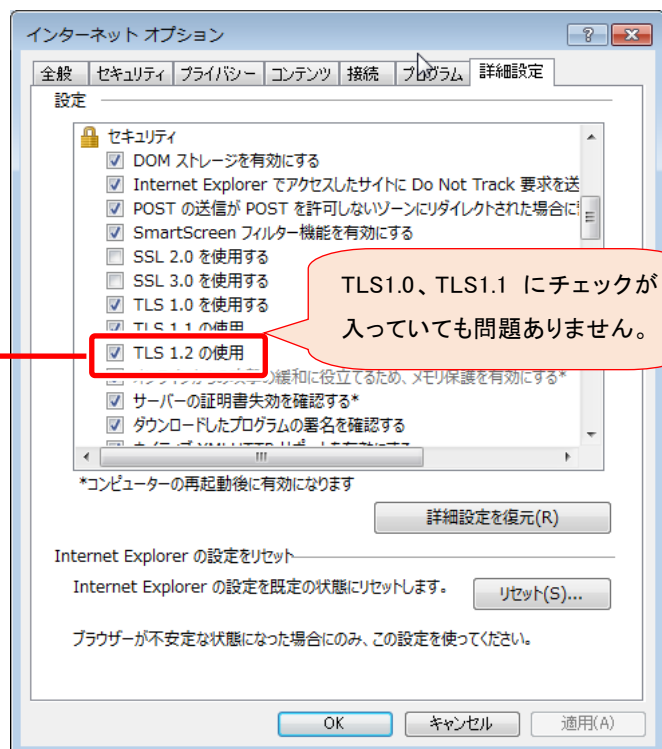 インターネット オプション
全般 セキュリティ プライバシー コンテンツ 接続 プログラム 詳細設定
設定
セキュリティ
DOM ストレージを有効にする
Internet Explorer でアクセスしたサイトに Do Not Track 要求を送
POST の送信が POST を許可しないゾーンにリダイレクトされた場合に
SmartScreen フィルター機能を有効にする
SSL 2.0 を使用する
SSL 3.0 を使用する
TLS 1.0 を使用する
TLS 1.1 の使用
TLS 1.2 の使用
TLS1.0、TLS1.1 にチェックが
入っていても問題ありません。
の緩和に役立てるため、メモリ保護を有効にする*
サーバーの証明書失効を確認する*
ダウンロードしたプログラムの署名を確認する
*コンピューターの再起動後に有効になります
詳細設定を復元(R)
Internet Explorer の設定をリセット
Internet Explorer の設定を既定の状態にリセットします。
リセット(S)...
ブラウザーが不安定な状態になった場合にのみ、この設定を使ってください。
OK キャンセル 適用(A)